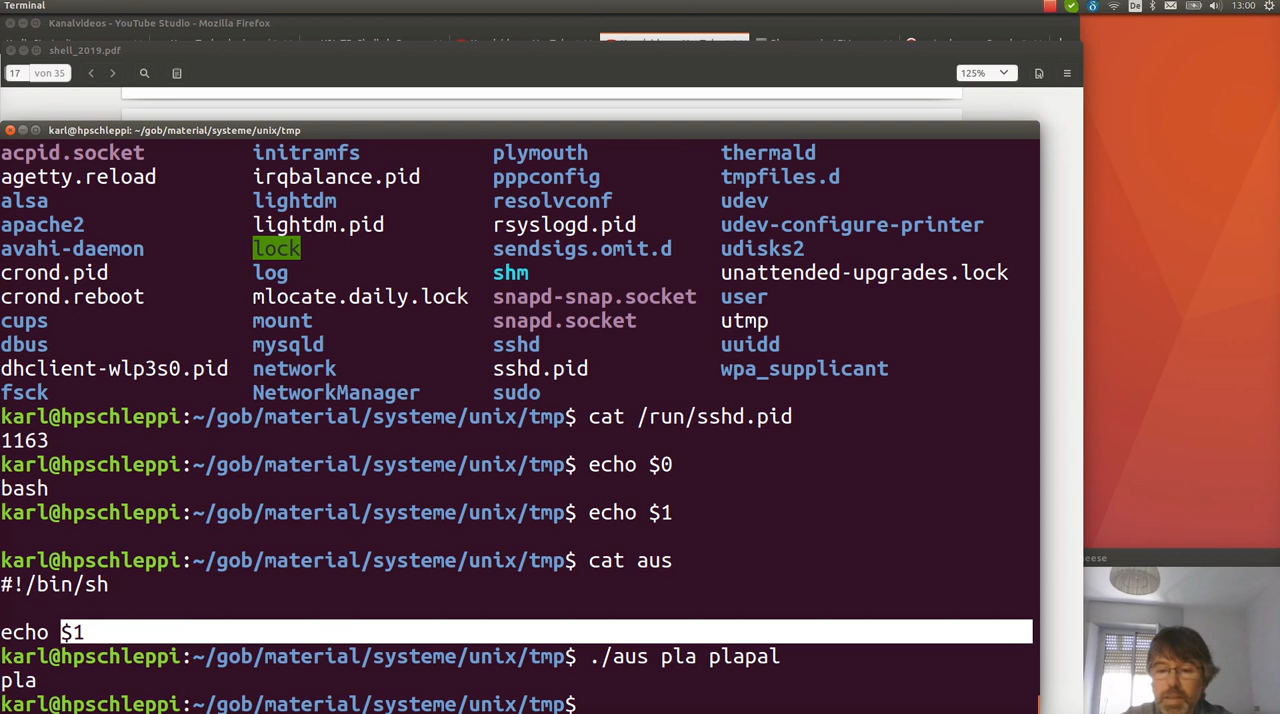 Terminal
De
13:00
Kanalvideos - YouTube Studio - Mozilla Firefox
shell_2019.pdf
17 von 35
125%
karl@hpschleppi: ~/gob/material/systeme/unix/tmp
acpid.socket initramfs plymouth thermald
agetty.reload irqbalance.pid pppconfig tmpfiles.d
alsa lightdm resolvconf udev
apache2 lightdm.pid rsyslogd.pid udev-configure-printer
avahi-daemon lock sendsigs.omit.d udisks2
crond.pid log shm unattended-upgrades.lock
crond.reboot mlocate.daily.lock snapd-snap.socket user
cups mount snapd.socket utmp
dbus mysqld sshd uuidd
dhclient-wlp3s0.pid network sshd.pid wpa_supplicant
fsck NetworkManager sudo
karl@hpschleppi:~/gob/material/systeme/unix/tmp$ cat /run/sshd.pid
1163
karl@hpschleppi:~/gob/material/systeme/unix/tmp$ echo $0
bash
karl@hpschleppi:~/gob/material/systeme/unix/tmp$ echo $1
karl@hpschleppi:~/gob/material/systeme/unix/tmp$ cat aus
#!/bin/sh
echo $1
karl@hpschleppi:~/gob/material/systeme/unix/tmp$ ./aus pla plapal
pla
karl@hpschleppi:~/gob/material/systeme/unix/tmp$
eese